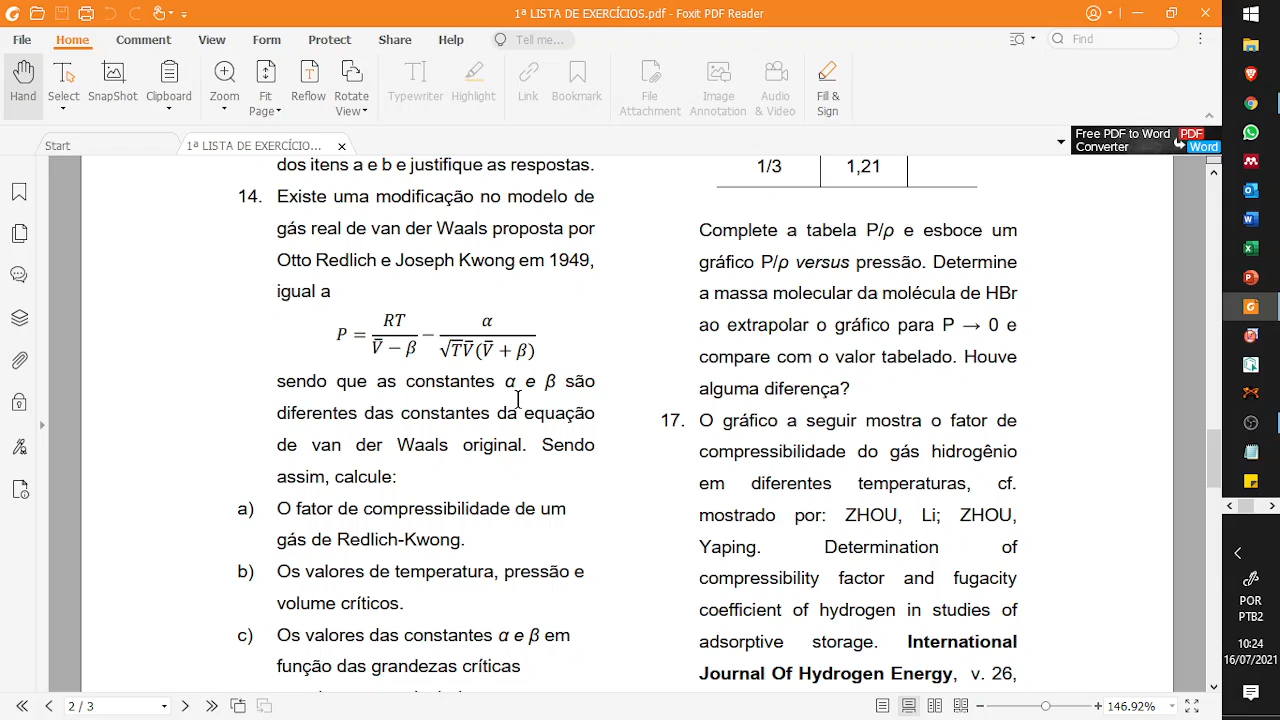 1ª LISTA DE EXERCÍCIOS.pdf - Foxit PDF Reader
File Home Comment View Form Protect Share Help Tell me... Find
Hand Select SnapShot Clipboard Zoom Fit Page Reflow Rotate View Typewriter Highlight Link Bookmark File Attachment Image Annotation Audio & Video Fill & Sign
Start 1ª LISTA DE EXERCÍCIO...
Free PDF to Word Converter PDF Word
dos itens a e b e justifique as respostas.
14. Existe uma modificação no modelo de
gás real de van der Waals proposta por
Otto Redlich e Joseph Kwong em 1949,
igual a
P = RT / (V̅ − β) − α / (√T V̅(V̅ + β))
sendo que as constantes α e β são
diferentes das constantes da equação
de van der Waals original. Sendo
assim, calcule:
a) O fator de compressibilidade de um
gás de Redlich-Kwong.
b) Os valores de temperatura, pressão e
volume críticos.
c) Os valores das constantes α e β em
função das grandezas críticas
1/3 1,21
Complete a tabela P/ρ e esboce um
gráfico P/ρ versus pressão. Determine
a massa molecular da molécula de HBr
ao extrapolar o gráfico para P → 0 e
compare com o valor tabelado. Houve
alguma diferença?
17. O gráfico a seguir mostra o fator de
compressibilidade do gás hidrogênio
em diferentes temperaturas, cf.
mostrado por: ZHOU, Li; ZHOU,
Yaping. Determination of
compressibility factor and fugacity
coefficient of hydrogen in studies of
adsorptive storage. International
Journal Of Hydrogen Energy, v. 26,
2 / 3
146.92%
POR
PTB2
10:24
16/07/2021